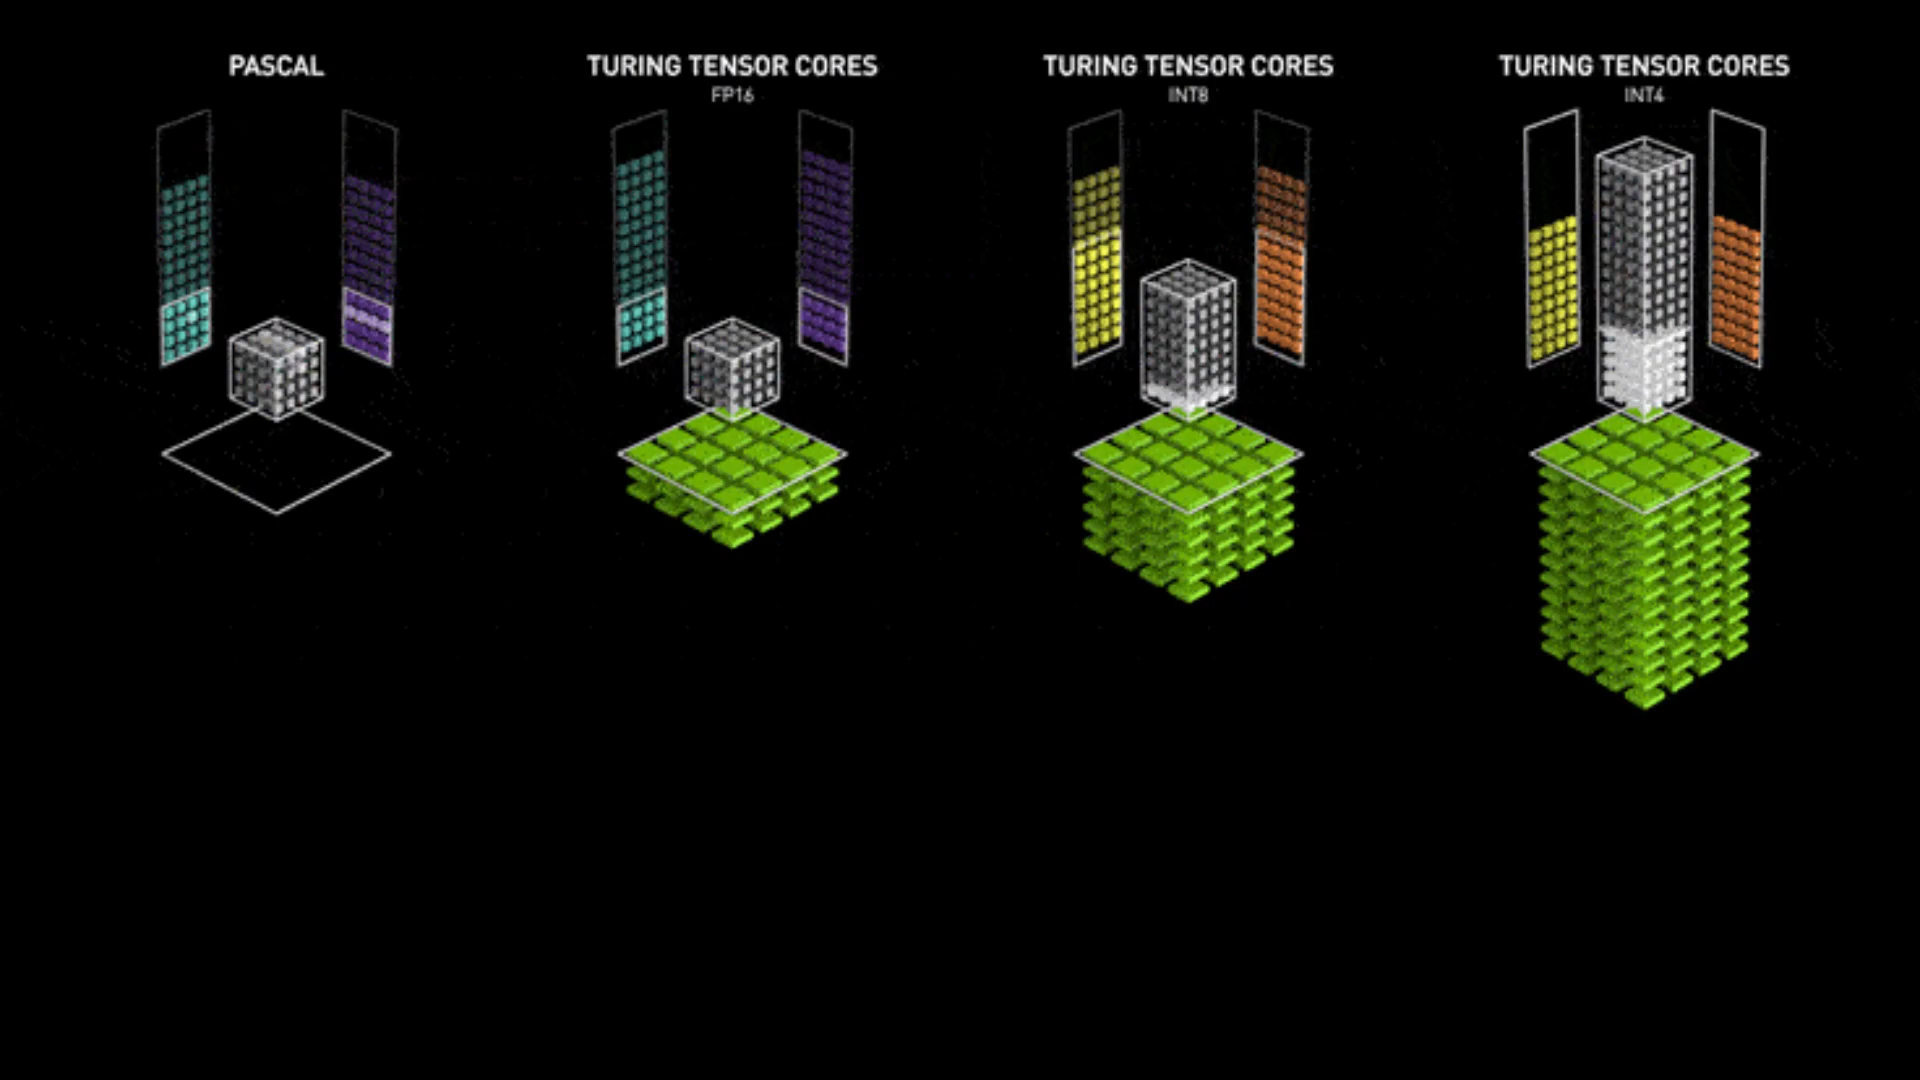 PASCAL
TURING TENSOR CORES
FP16
TURING TENSOR CORES
INT8
TURING TENSOR CORES
INT4